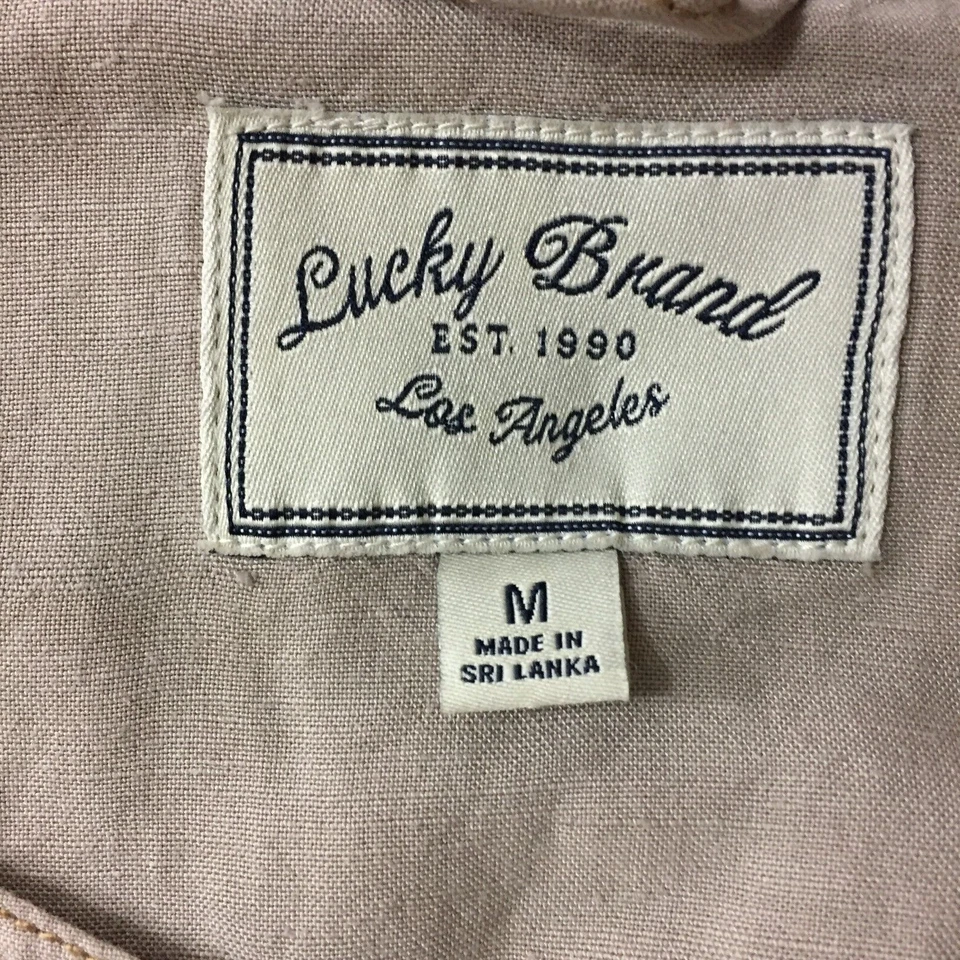 Lucky Brand
EST. 1990
Los Angeles
M
MADE IN
SRI LANKA